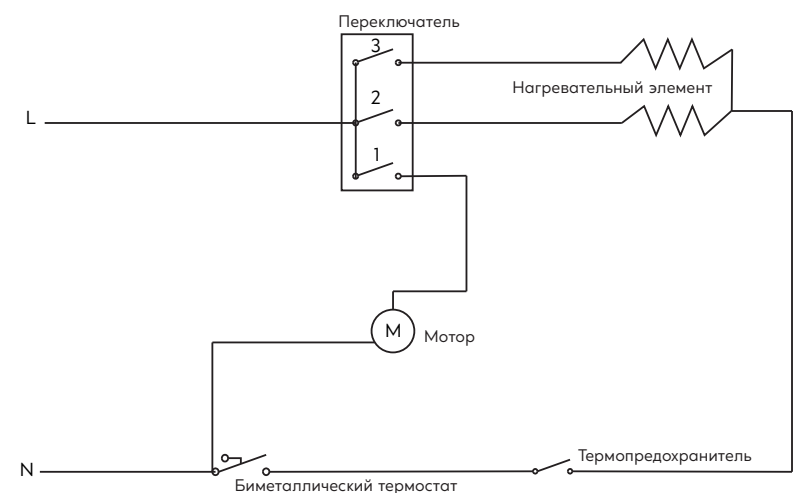 Переключатель
3
Нагревательный элемент
2
L
1
М
Мотор
Термопредохранитель
N
Биметаллический термостат